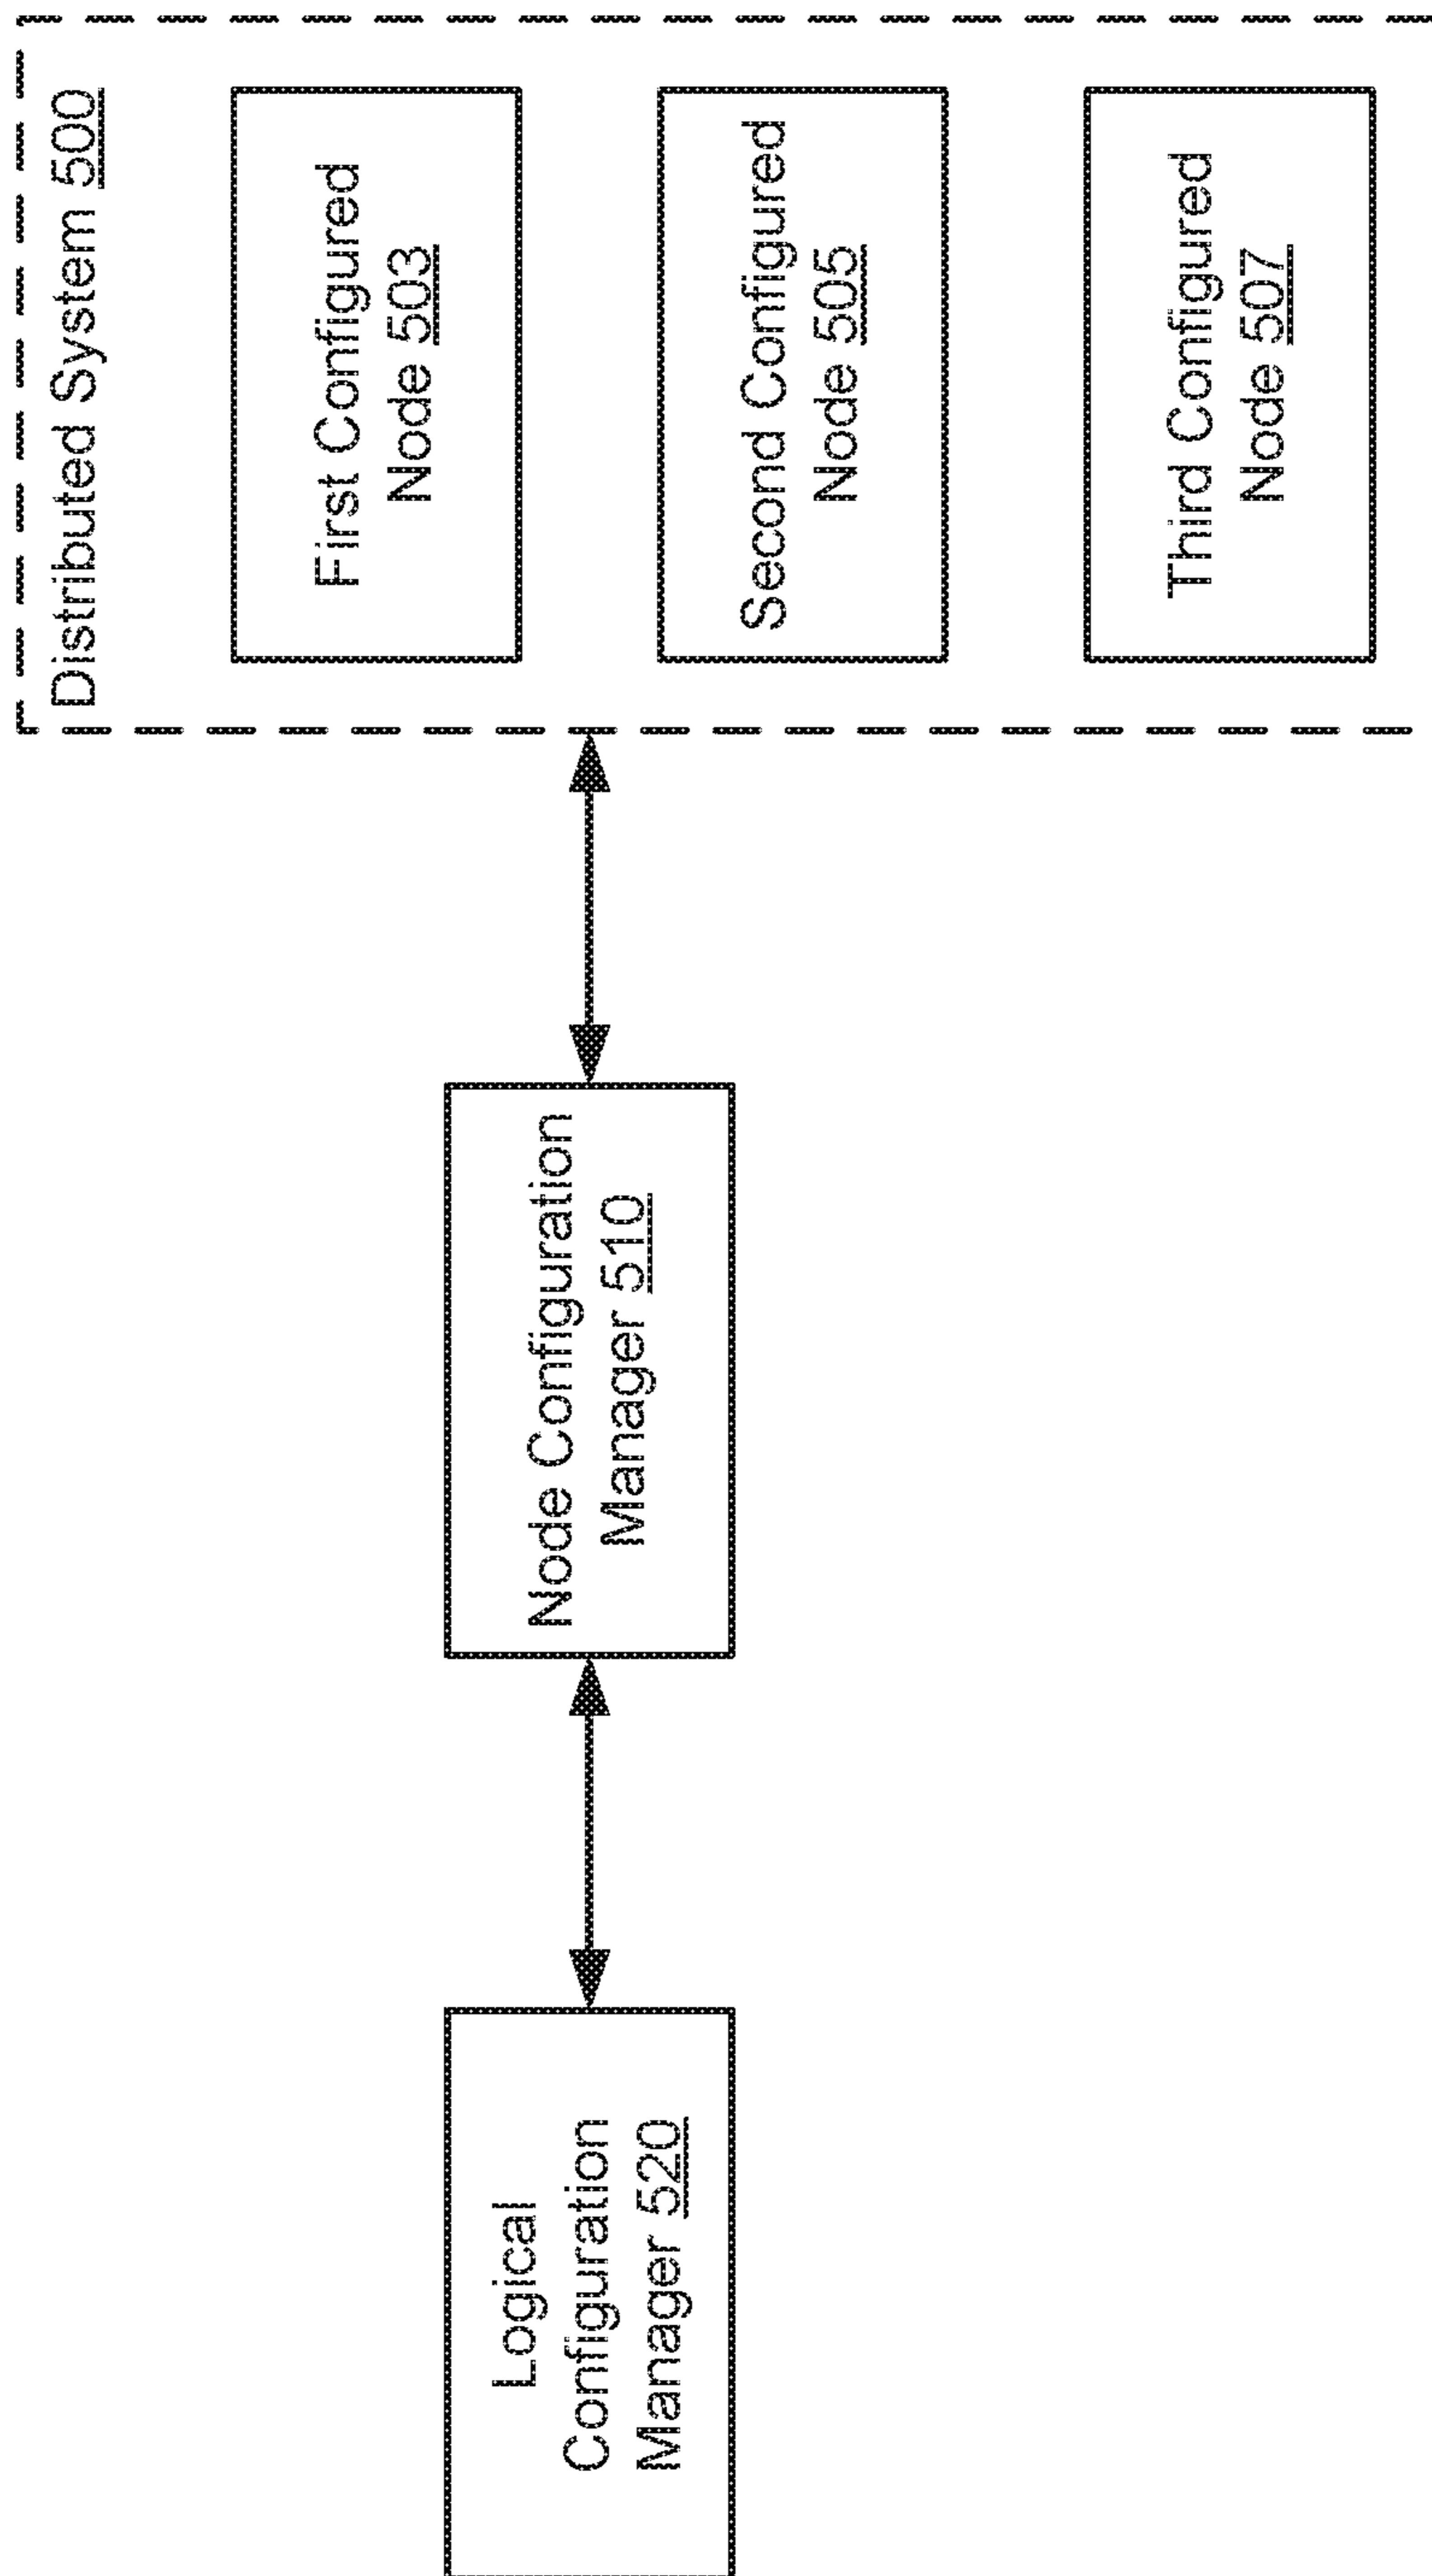 Distributed System 500
First Configured
Node 503
Second Configured
Node 505
Third Configured
Node 507
Node Configuration
Manager 510
Logical
Configuration
Manager 520